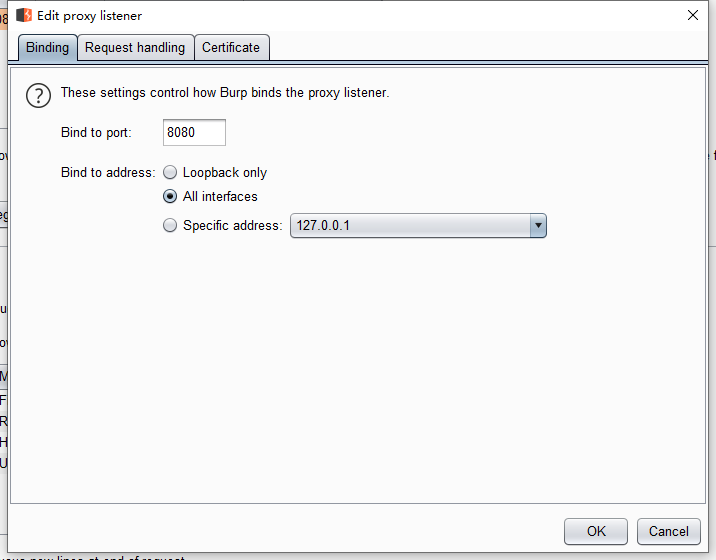 Edit proxy listener
Binding Request handling Certificate
These settings control how Burp binds the proxy listener.
Bind to port: 8080
Bind to address: Loopback only
All interfaces
Specific address: 127.0.0.1
OK Cancel